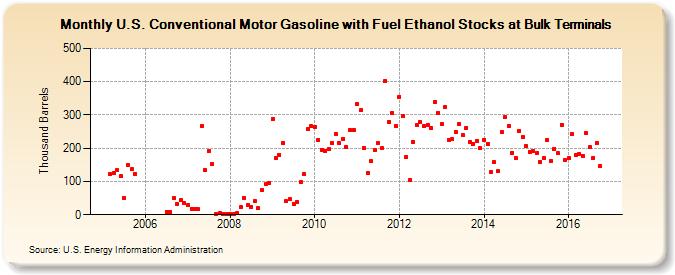 Monthly U.S. Conventional Motor Gasoline with Fuel Ethanol Stocks at Bulk Terminals
Thousand Barrels
500
400
300
200
100
0
2006 2008 2010 2012 2014 2016
Source: U.S. Energy Information Administration